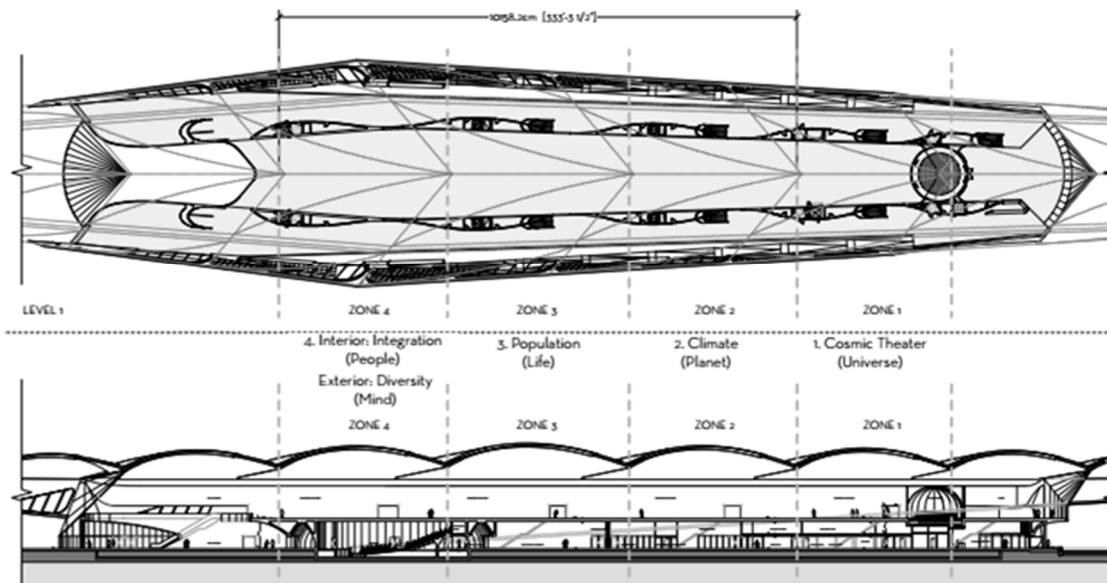 10158.2cm [333'-3 1/2"]
LEVEL 1
ZONE 4
ZONE 3
ZONE 2
ZONE 1
4. Interior: Integration
(People)
Exterior: Diversity
(Mind)
3. Population
(Life)
2. Climate
(Planet)
1. Cosmic Theater
(Universe)
ZONE 4
ZONE 3
ZONE 2
ZONE 1